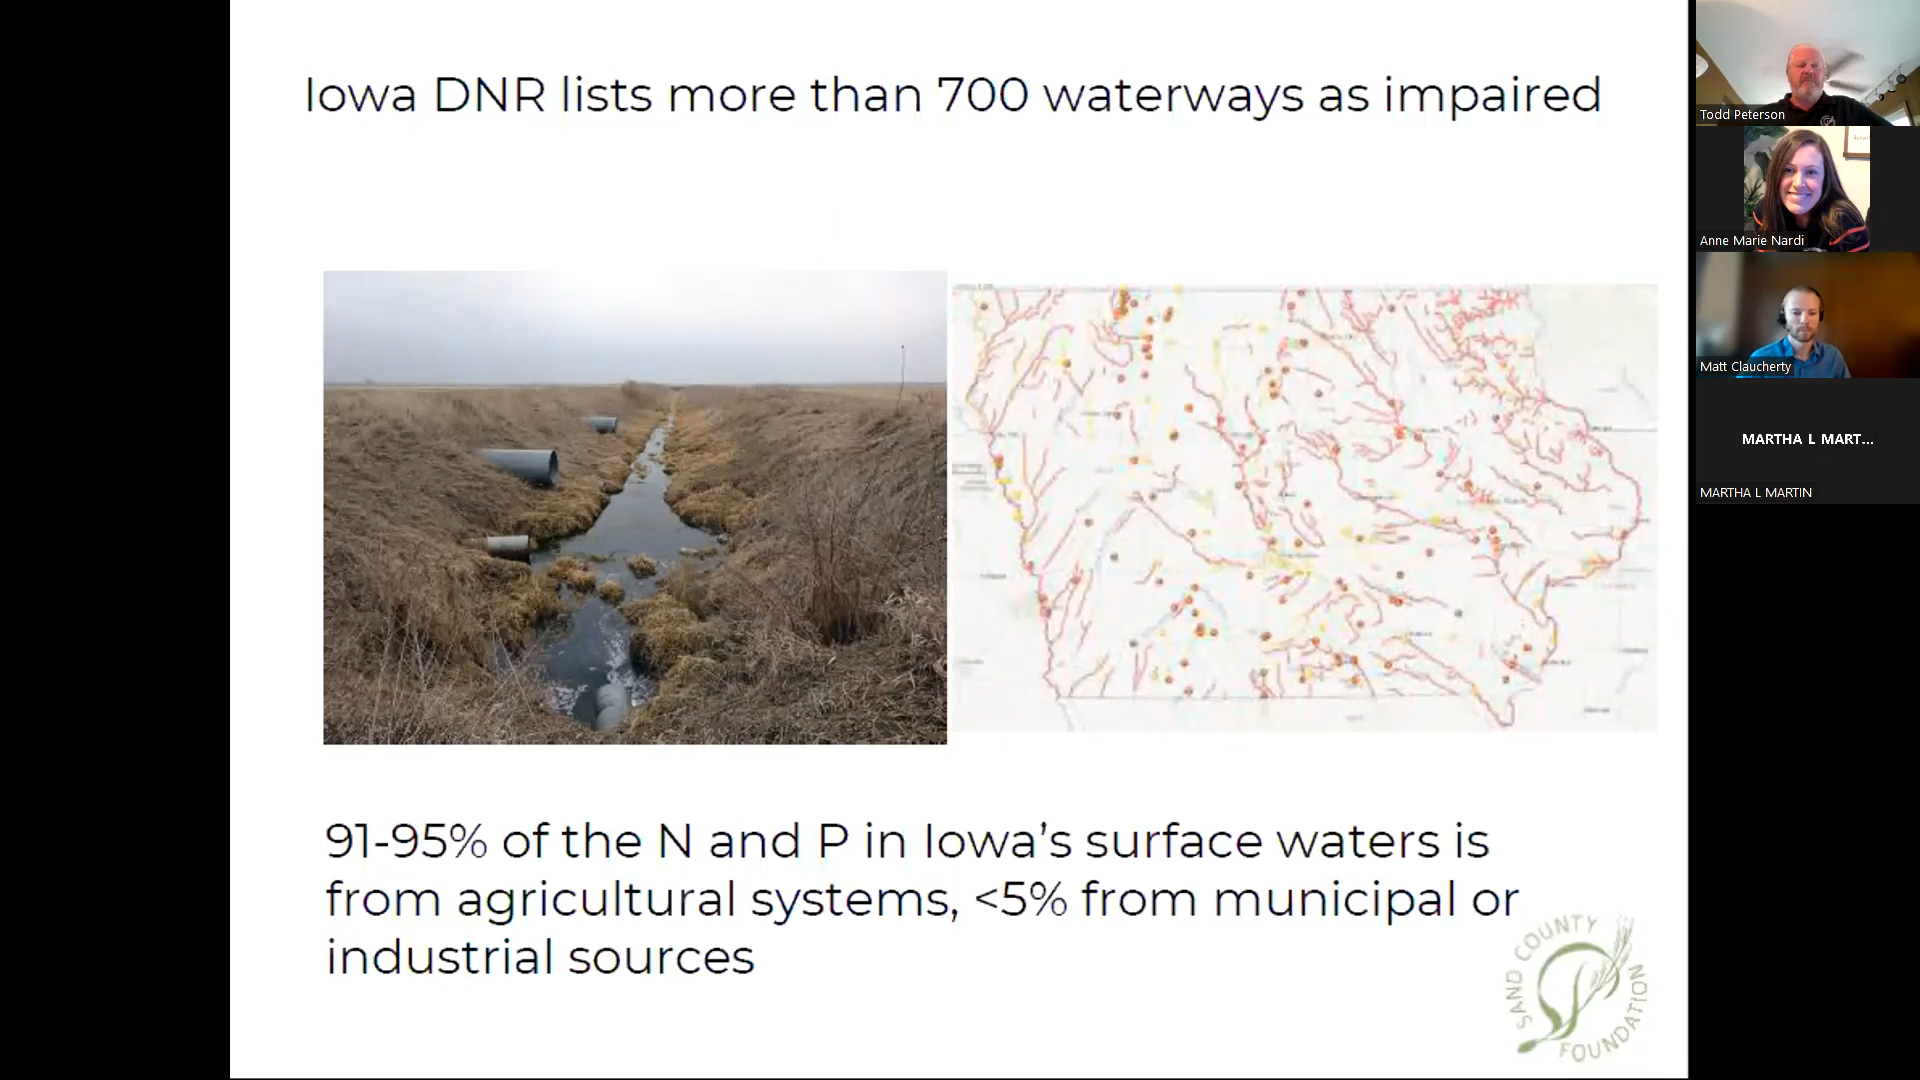 Iowa DNR lists more than 700 waterways as impaired
91-95% of the N and P in Iowa's surface waters is
from agricultural systems, <5% from municipal or
industrial sources
SAND COUNTY
FOUNDATION
Todd Peterson
Anne Marie Nardi
Matt Claucherty
MARTHA L MART...
MARTHA L MARTIN